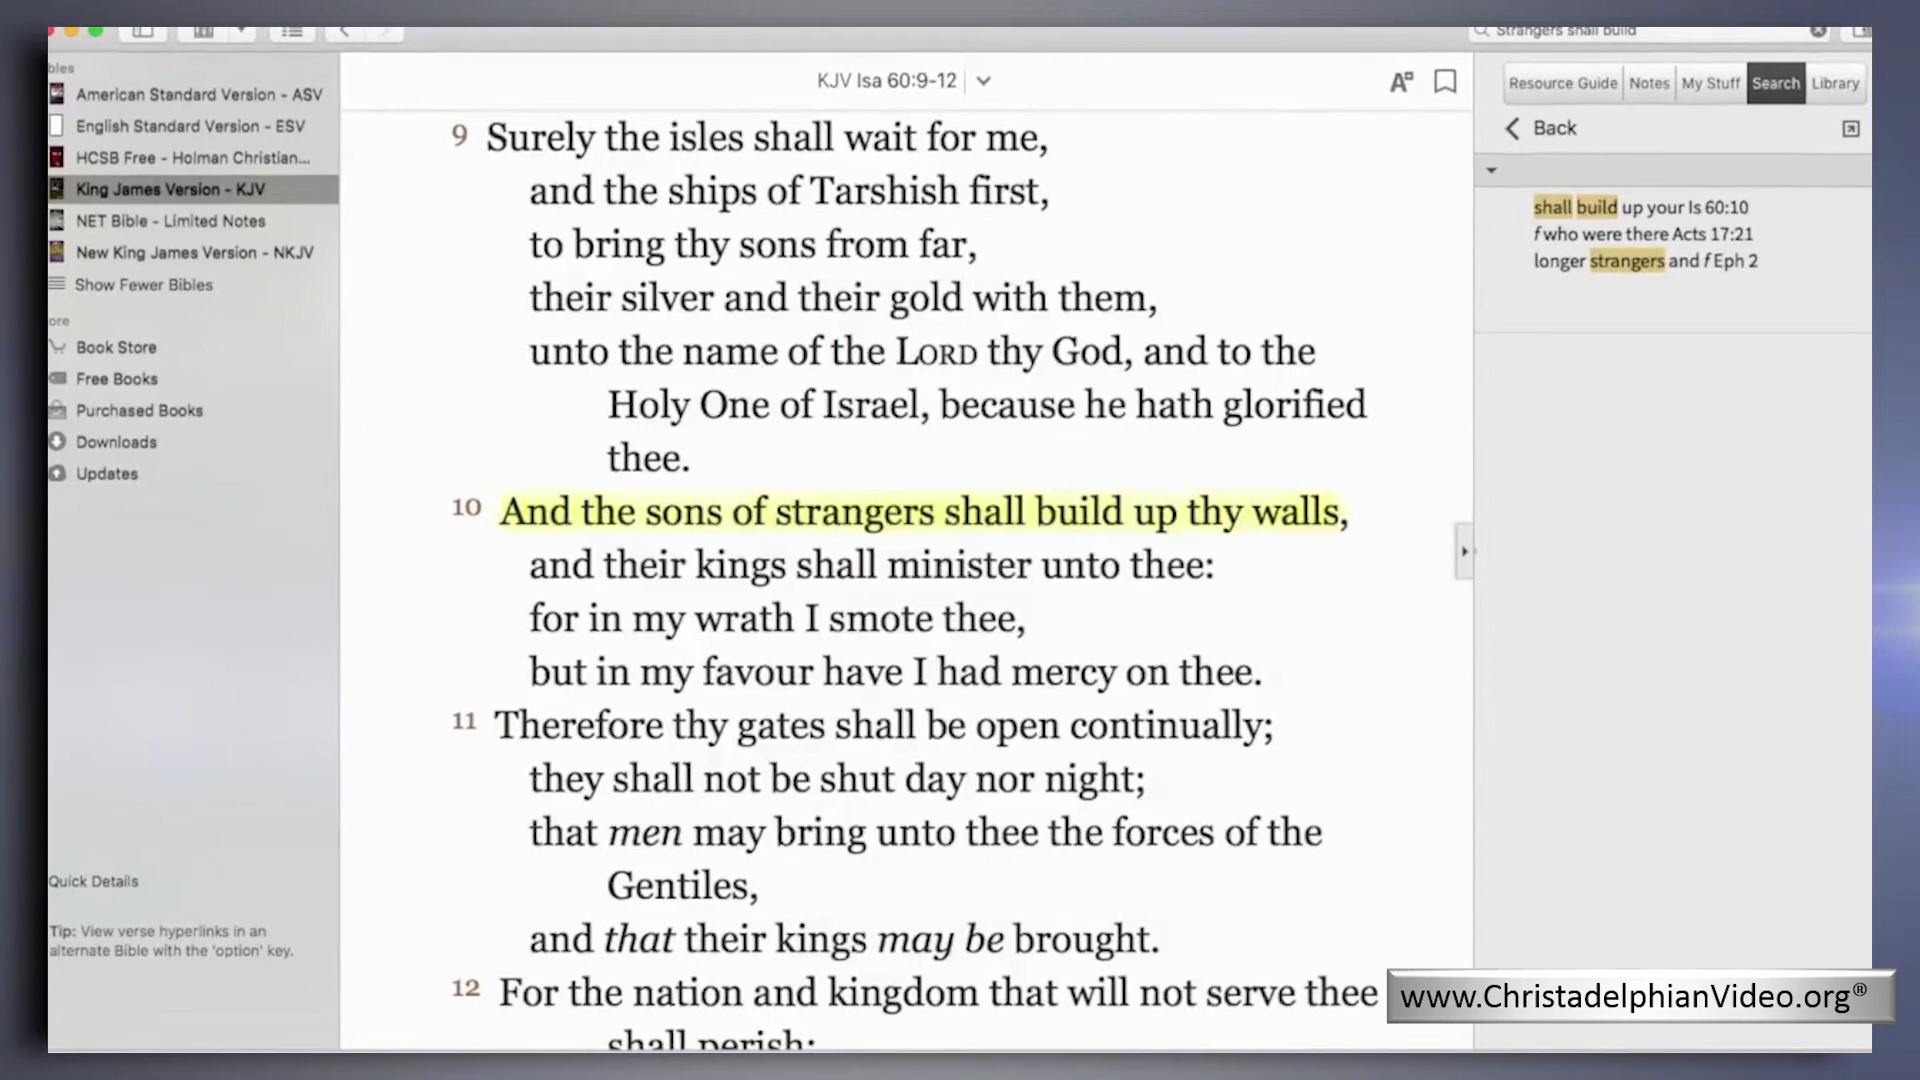 Strangers shall build
bles
American Standard Version - ASV
English Standard Version - ESV
HCSB Free - Holman Christian...
King James Version - KJV
NET Bible - Limited Notes
New King James Version - NKJV
Show Fewer Bibles
ore
Book Store
Free Books
Purchased Books
Downloads
Updates
Quick Details
Tip: View verse hyperlinks in an
alternate Bible with the 'option' key.
KJV Isa 60:9-12
9 Surely the isles shall wait for me,
and the ships of Tarshish first,
to bring thy sons from far,
their silver and their gold with them,
unto the name of the LORD thy God, and to the
Holy One of Israel, because he hath glorified
thee.
10 And the sons of strangers shall build up thy walls,
and their kings shall minister unto thee:
for in my wrath I smote thee,
but in my favour have I had mercy on thee.
11 Therefore thy gates shall be open continually;
they shall not be shut day nor night;
that men may bring unto thee the forces of the
Gentiles,
and that their kings may be brought.
12 For the nation and kingdom that will not serve thee
shall perish;
Resource Guide Notes My Stuff Search Library
Back
shall build up your Is 60:10
f who were there Acts 17:21
longer strangers and f Eph 2
www.ChristadelphianVideo.org®